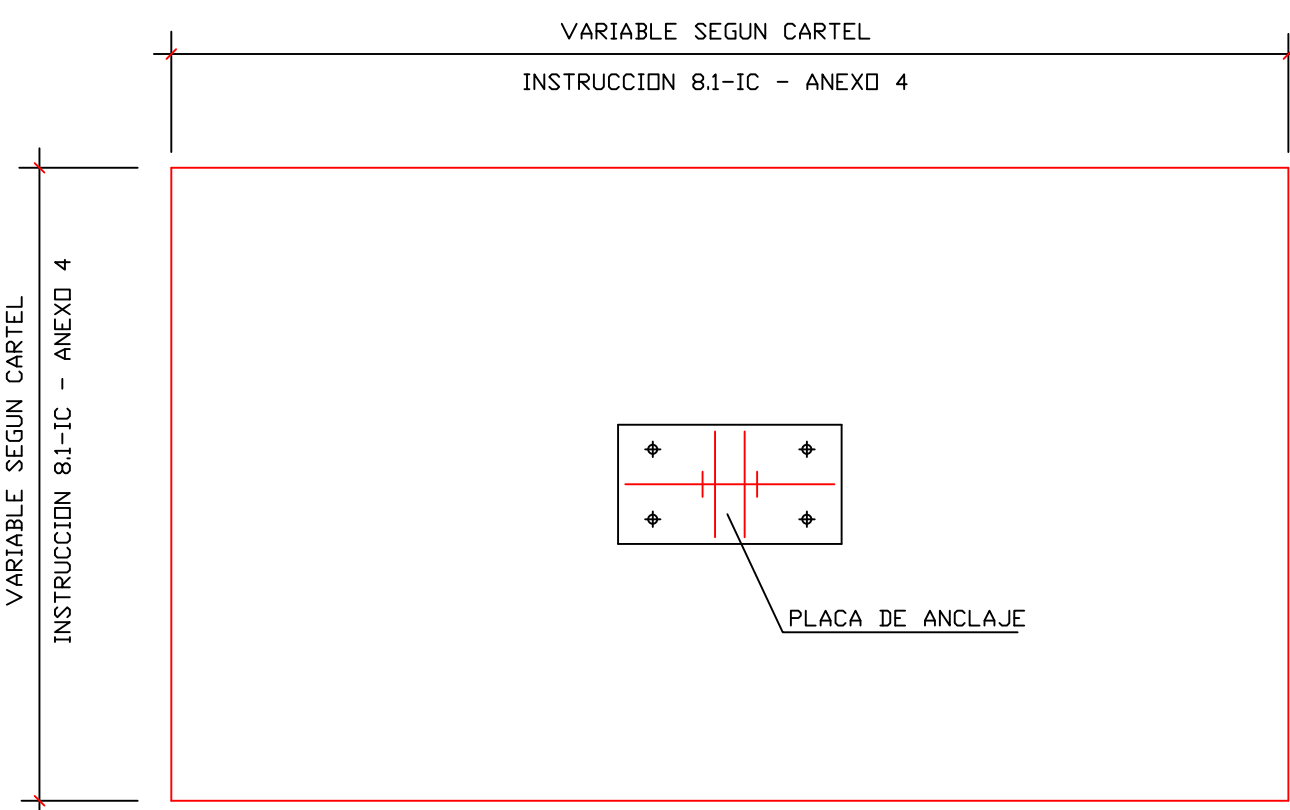 VARIABLE SEGUN CARTEL
INSTRUCCION 8.1-IC - ANEXO 4
VARIABLE SEGUN CARTEL
INSTRUCCION 8.1-IC - ANEXO 4
PLACA DE ANCLAJE